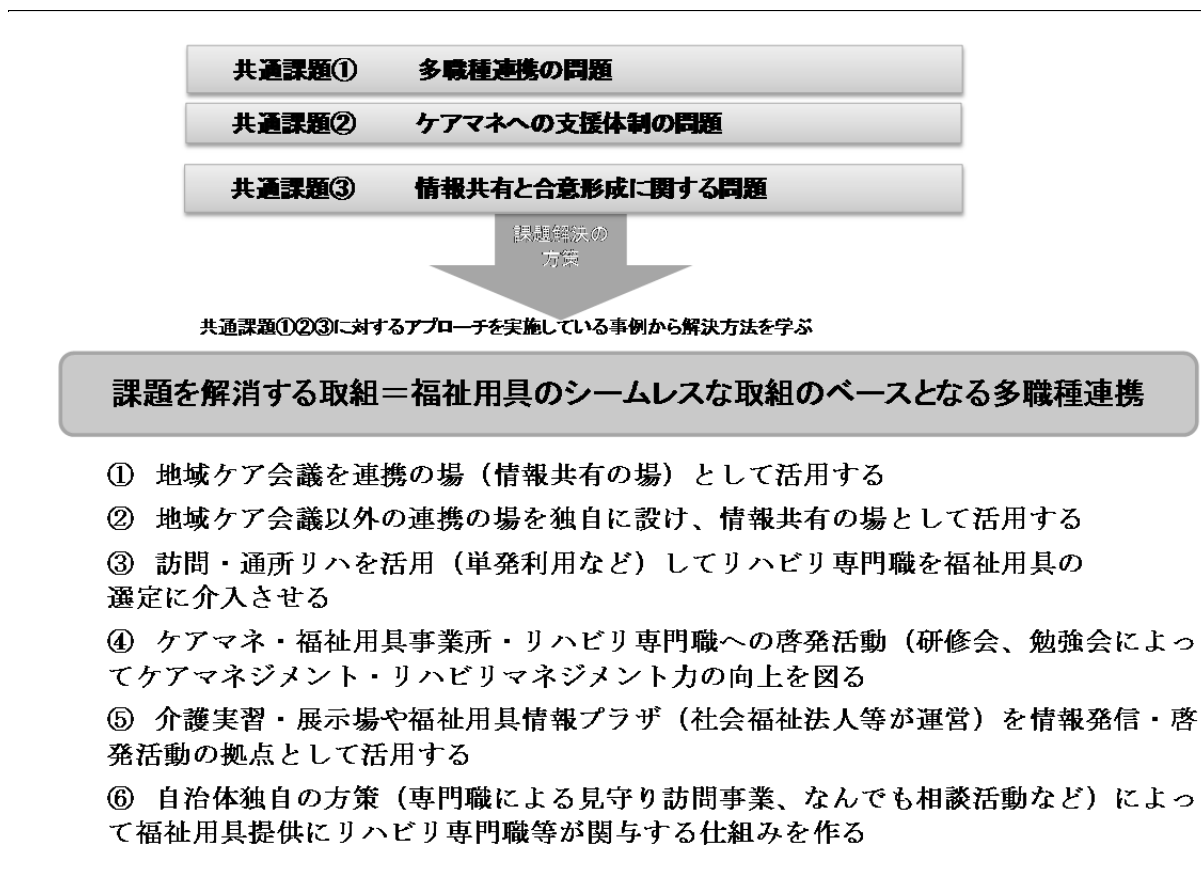 共通課題① 多職種連携の問題
共通課題② ケアマネへの支援体制の問題
共通課題③ 情報共有と合意形成に関する問題
課題解決の
方策
共通課題①②③に対するアプローチを実施している事例から解決方法を学ぶ
課題を解消する取組＝福祉用具のシームレスな取組のベースとなる多職種連携
① 地域ケア会議を連携の場（情報共有の場）として活用する
② 地域ケア会議以外の連携の場を独自に設け、情報共有の場として活用する
③ 訪問・通所リハを活用（単発利用など）してリハビリ専門職を福祉用具の
選定に介入させる
④ ケアマネ・福祉用具事業所・リハビリ専門職への啓発活動（研修会、勉強会によっ
てケアマネジメント・リハビリマネジメント力の向上を図る
⑤ 介護実習・展示場や福祉用具情報プラザ（社会福祉法人等が運営）を情報発信・啓
発活動の拠点として活用する
⑥ 自治体独自の方策（専門職による見守り訪問事業、なんでも相談活動など）によっ
て福祉用具提供にリハビリ専門職等が関与する仕組みを作る